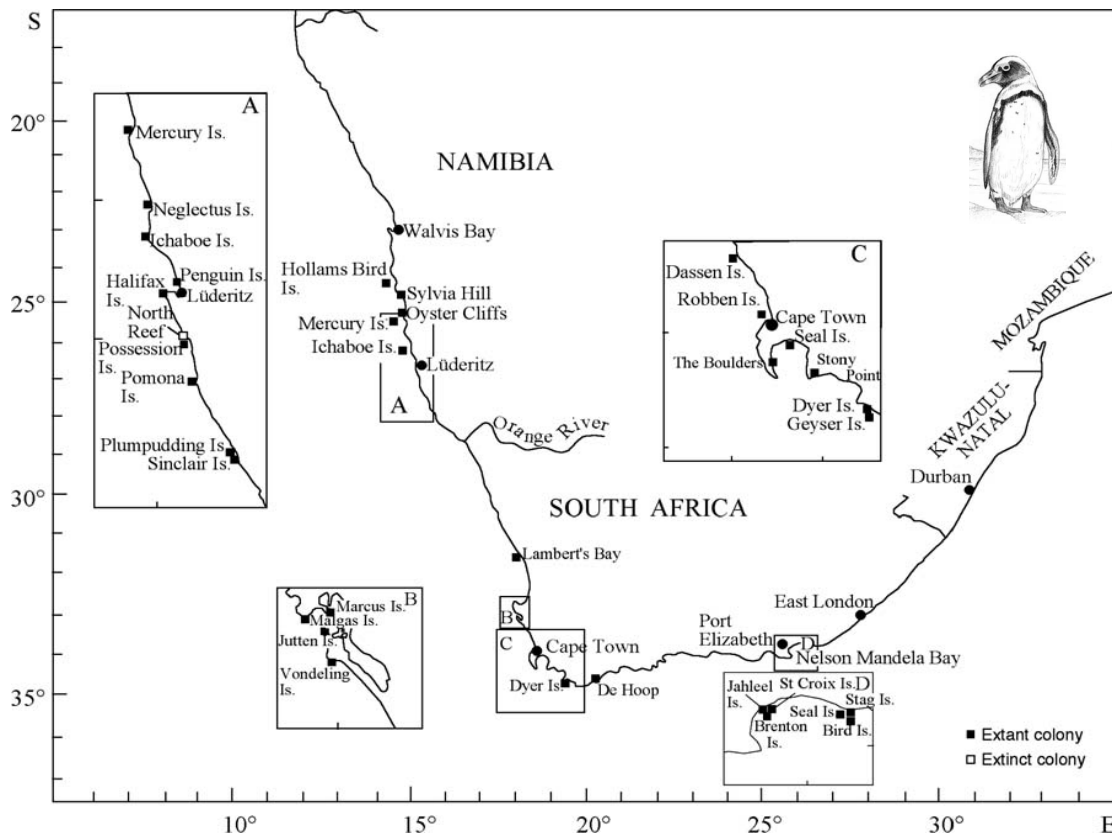 S
20°
25°
30°
35°
10°
15°
20°
25°
30°
E
NAMIBIA
Walvis Bay
Hollams Bird
Is.
Sylvia Hill
Oyster Cliffs
Mercury Is.
Ichaboe Is.
Lüderitz
A
Orange River
SOUTH AFRICA
Lambert's Bay
B
C
Cape Town
Dyer Is.
De Hoop
Port
Elizabeth
D
Nelson Mandela Bay
East London
Durban
KWAZULU-
NATAL
MOZAMBIQUE
A
Mercury Is.
Neglectus Is.
Ichaboe Is.
Penguin Is.
Halifax
Is.
Lüderitz
North
Reef
Possession
Is.
Pomona
Is.
Plumpudding Is.
Sinclair Is.
B
Marcus Is.
Malgas Is.
Jutten Is.
Vondeling
Is.
C
Dassen Is.
Robben Is.
Cape Town
Seal Is.
The Boulders
Stony
Point
Dyer Is.
Geyser Is.
D
St Croix Is.
Jahleel
Is.
Stag Is.
Seal Is.
Brenton
Is.
Bird Is.
Extant colony
Extinct colony